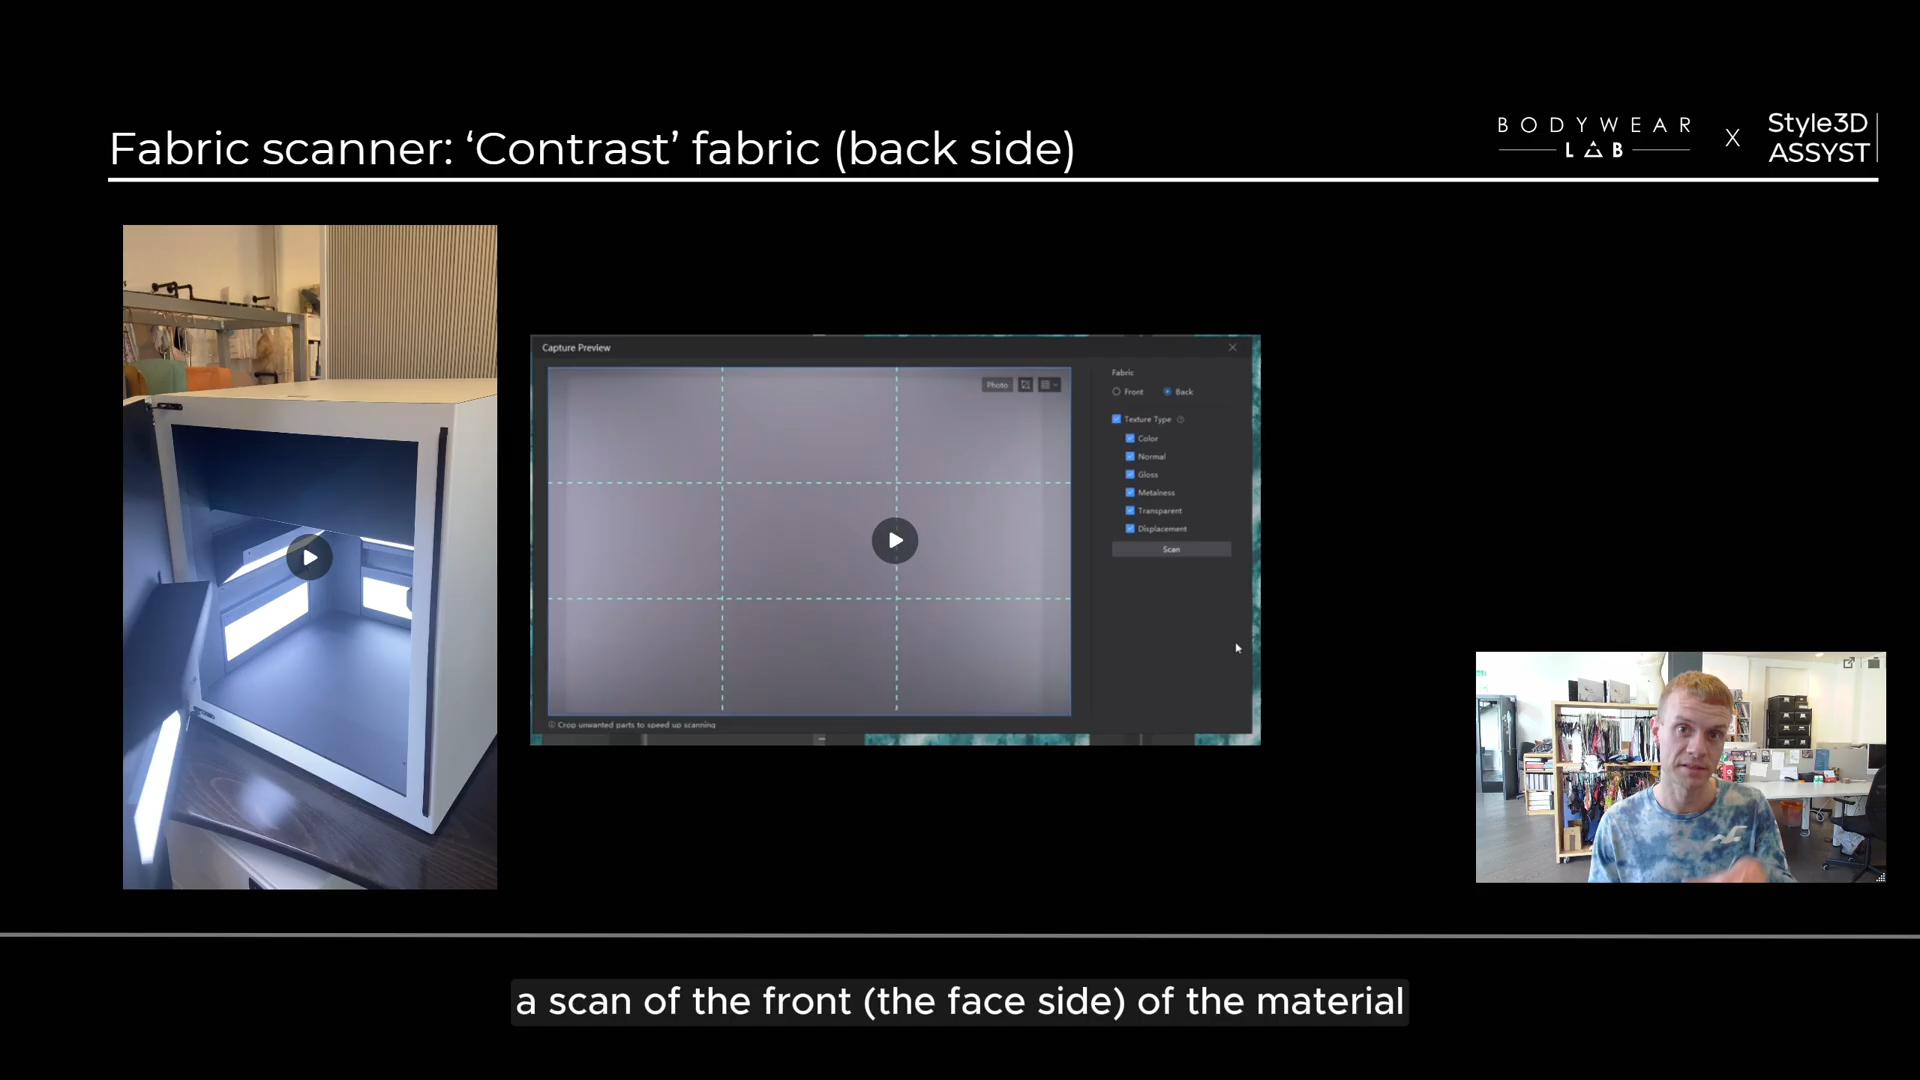 Fabric scanner: ‘Contrast’ fabric (back side)
BODYWEAR
LAB
X
Style3D
ASSYST
Capture Preview
Photo
Fabric
Front
Back
Texture Type
Color
Normal
Gloss
Metalness
Transparent
Displacement
Scan
Crop unwanted parts to speed up scanning
a scan of the front (the face side) of the material